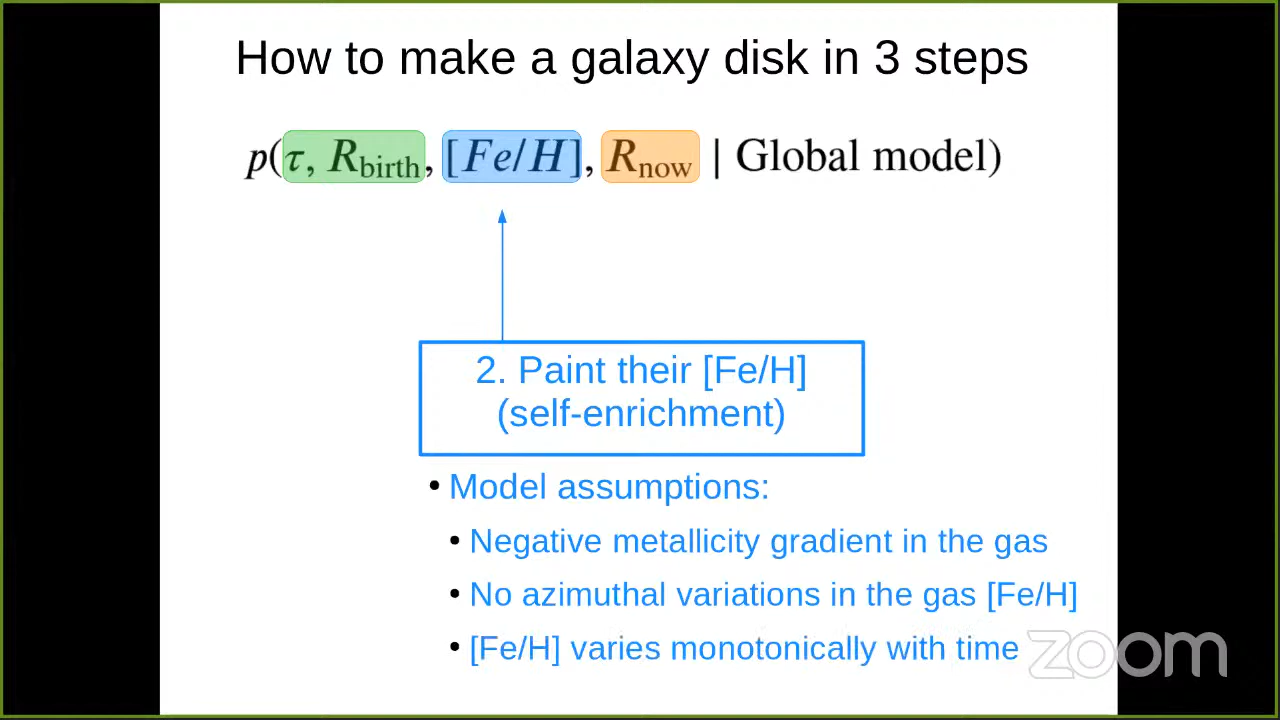 How to make a galaxy disk in 3 steps
p(τ, R_birth, [Fe/H], R_now | Global model)
2. Paint their [Fe/H]
(self-enrichment)
• Model assumptions:
• Negative metallicity gradient in the gas
• No azimuthal variations in the gas [Fe/H]
• [Fe/H] varies monotonically with time
zoom